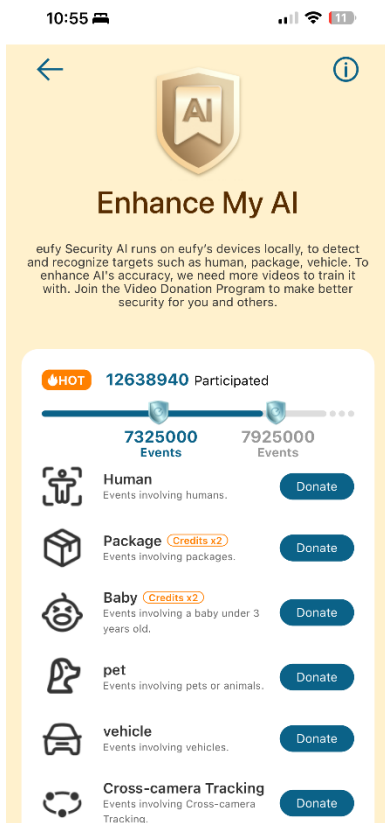 10:55
11
AI
Enhance My AI
eufy Security AI runs on eufy's devices locally, to detect
and recognize targets such as human, package, vehicle. To
enhance AI's accuracy, we need more videos to train it
with. Join the Video Donation Program to make better
security for you and others.
HOT 12638940 Participated
7325000 7925000
Events Events
Human
Events involving humans.
Donate
Package Credits x2
Events involving packages.
Donate
Baby Credits x2
Events involving a baby under 3
years old.
Donate
pet
Events involving pets or animals.
Donate
vehicle
Events involving vehicles.
Donate
Cross-camera Tracking
Events involving Cross-camera
Tracking.
Donate